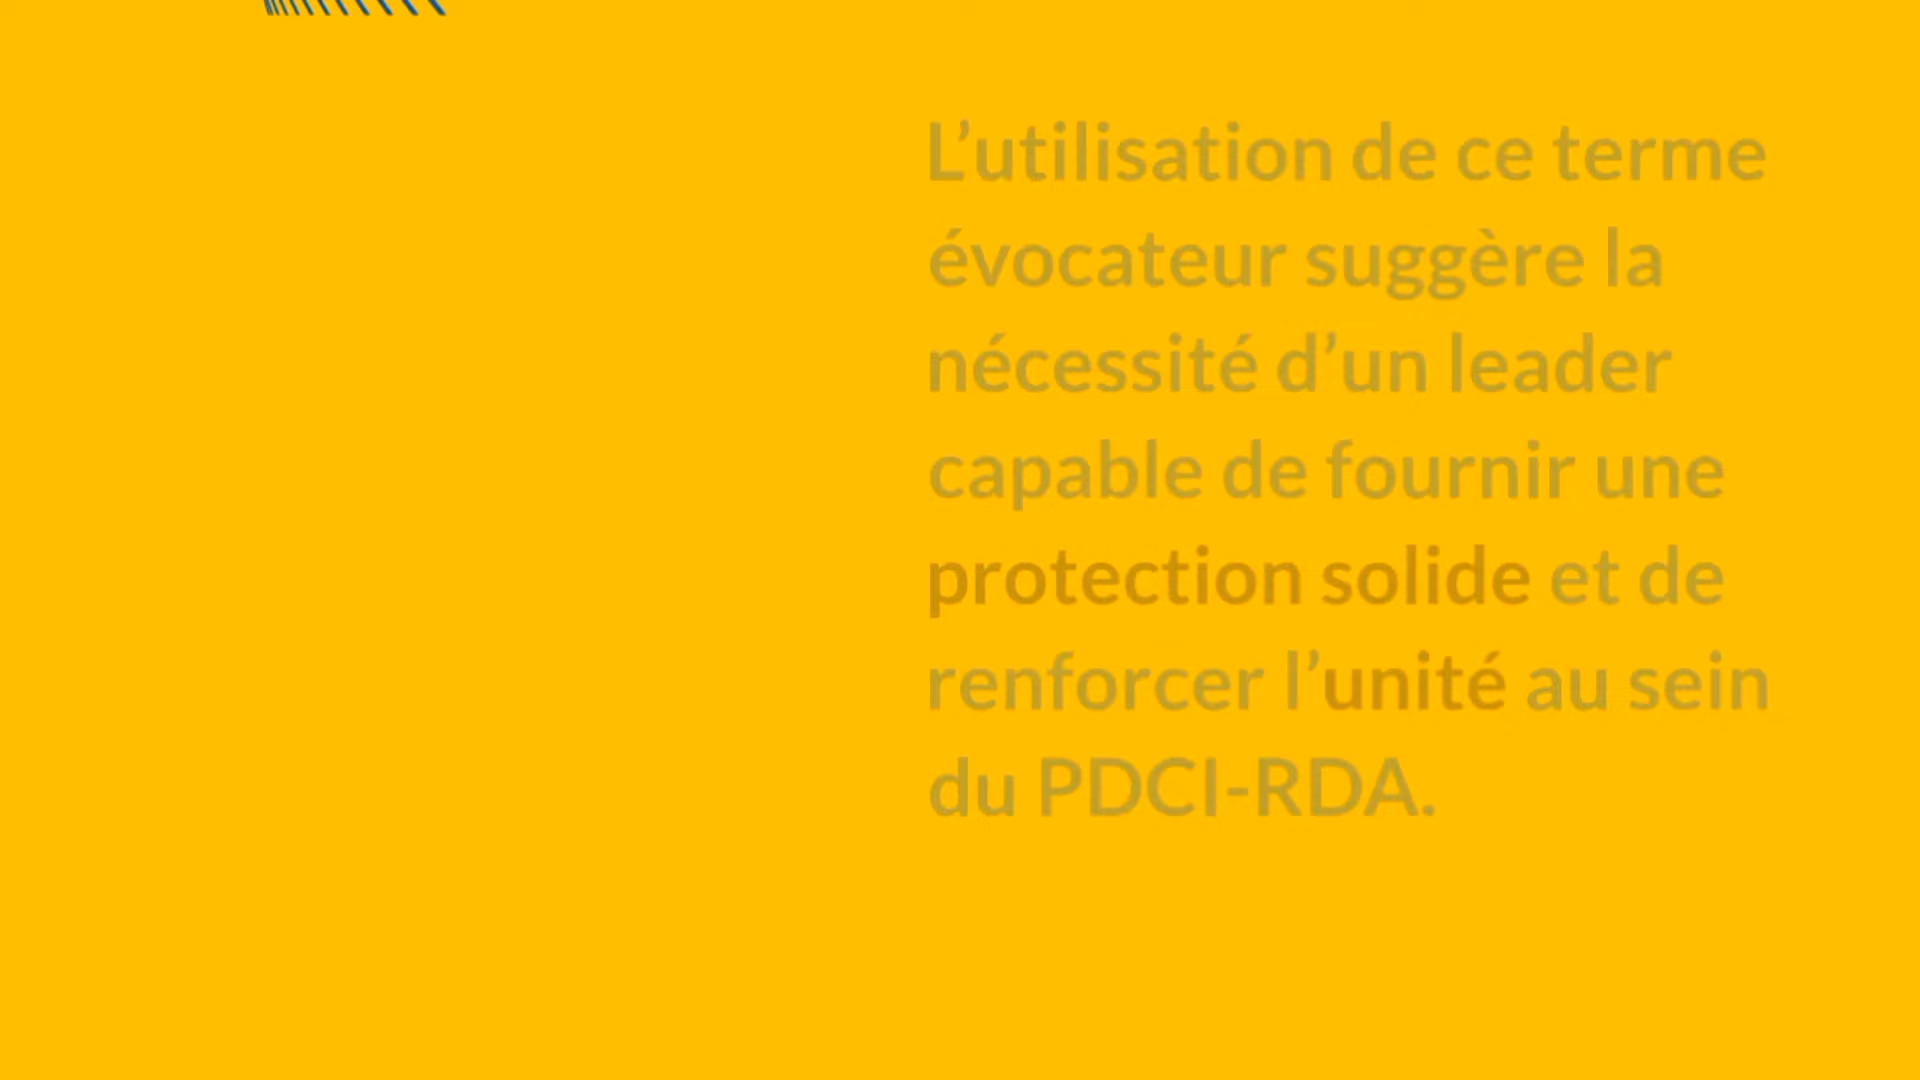 L’utilisation de ce terme
évocateur suggère la
nécessité d’un leader
capable de fournir une
protection solide et de
renforcer l’unité au sein
du PDCI-RDA.